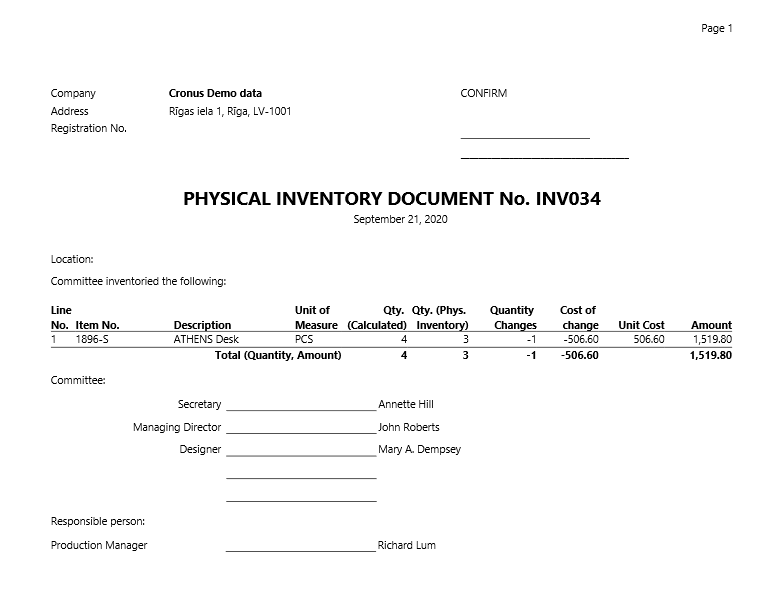 Page 1
Company Cronus Demo data CONFIRM
Address Rīgas iela 1, Rīga, LV-1001
Registration No.
PHYSICAL INVENTORY DOCUMENT No. INV034
September 21, 2020
Location:
Committee inventoried the following:
Line Unit of Qty. Qty. (Phys. Quantity Cost of
No. Item No. Description Measure (Calculated) Inventory) Changes change Unit Cost Amount
1 1896-S ATHENS Desk PCS 4 3 -1 -506.60 506.60 1,519.80
Total (Quantity, Amount) 4 3 -1 -506.60 1,519.80
Committee:
Secretary Annette Hill
Managing Director John Roberts
Designer Mary A. Dempsey
Responsible person:
Production Manager Richard Lum